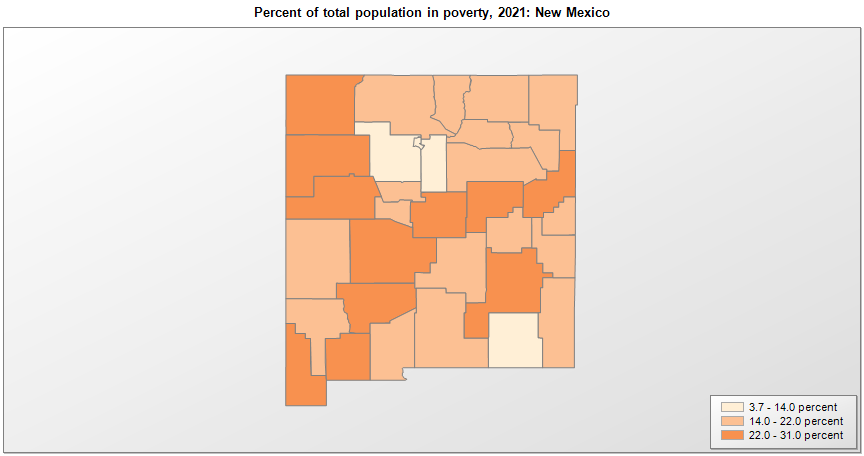 Percent of total population in poverty, 2021: New Mexico
3.7 - 14.0 percent
14.0 - 22.0 percent
22.0 - 31.0 percent